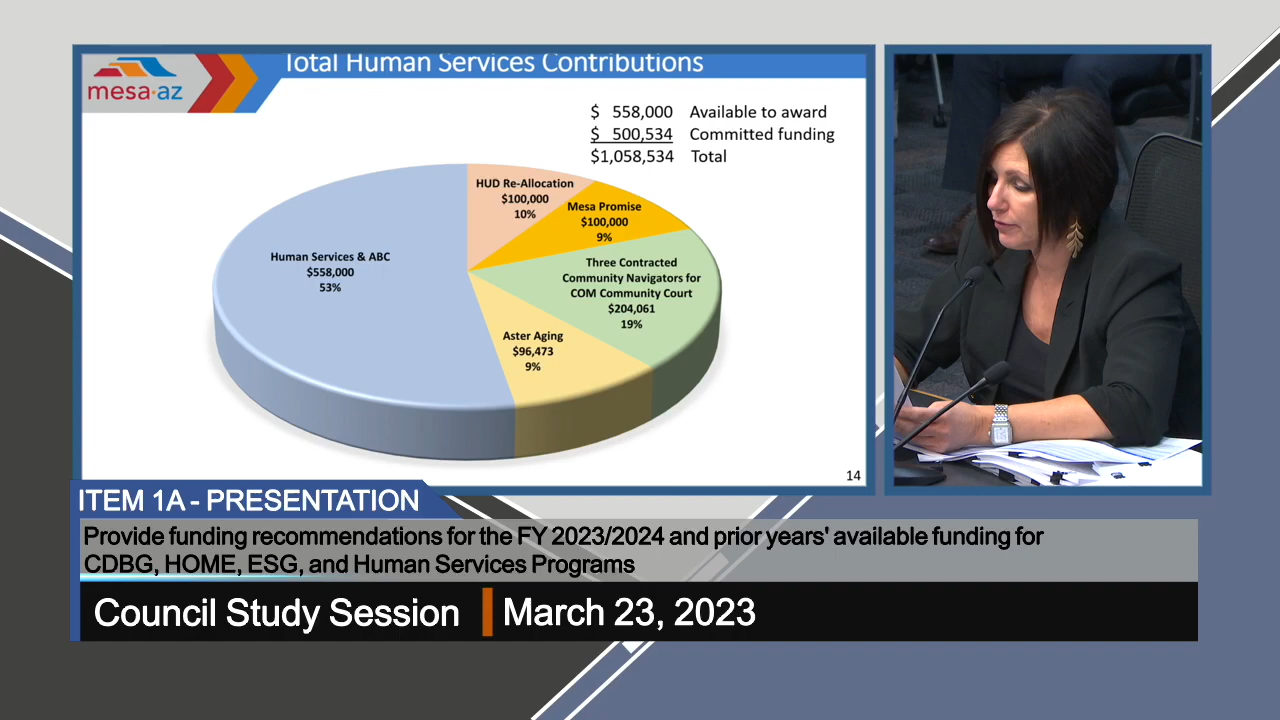 Total Human Services Contributions
mesa·az
$ 558,000 Available to award
$ 500,534 Committed funding
$1,058,534 Total
HUD Re-Allocation
$100,000
10%
Mesa Promise
$100,000
9%
Human Services & ABC
$558,000
53%
Three Contracted
Community Navigators for
COM Community Court
$204,061
19%
Aster Aging
$96,473
9%
14
ITEM 1A - PRESENTATION
Provide funding recommendations for the FY 2023/2024 and prior years' available funding for
CDBG, HOME, ESG, and Human Services Programs
Council Study Session March 23, 2023